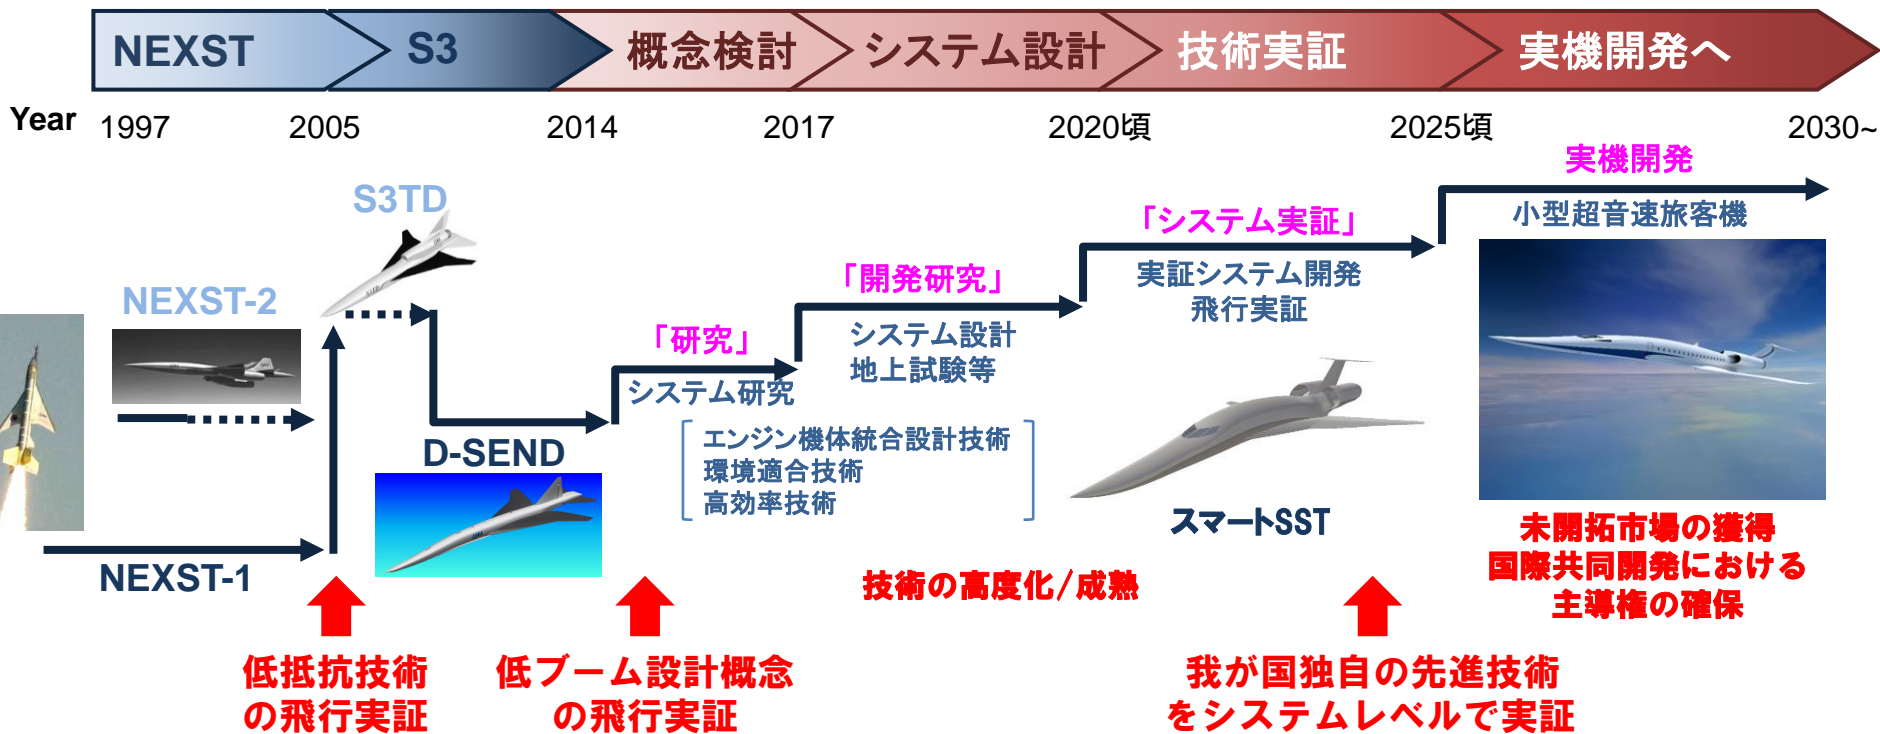 NEXST
S3
概念検討
システム設計
技術実証
実機開発へ
Year
1997
2005
2014
2017
2020頃
2025頃
2030~
実機開発
小型超音速旅客機
S3TD
「システム実証」
実証システム開発
飛行実証
NEXST-2
「開発研究」
システム設計
地上試験等
「研究」
システム研究
エンジン機体統合設計技術
環境適合技術
高効率技術
D-SEND
スマートSST
NEXST-1
技術の高度化/成熟
未開拓市場の獲得
国際共同開発における
主導権の確保
低抵抗技術
の飛行実証
低ブーム設計概念
の飛行実証
我が国独自の先進技術
をシステムレベルで実証